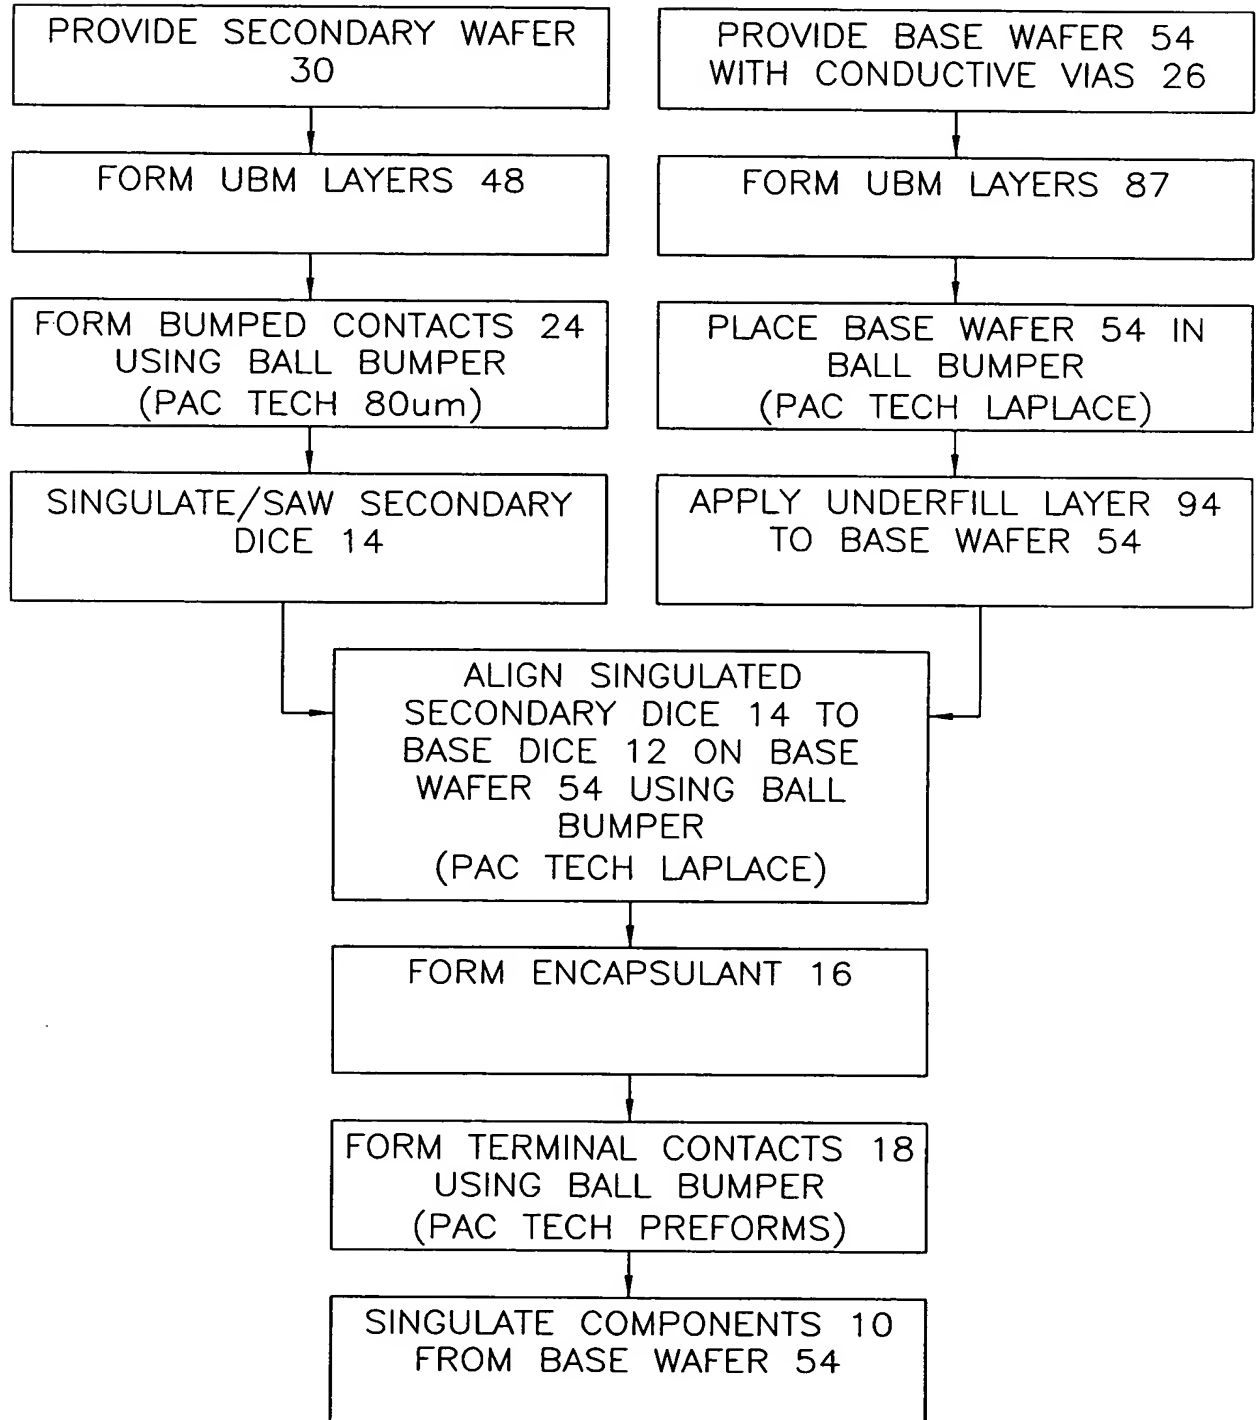 PROVIDE SECONDARY WAFER
30
FORM UBM LAYERS 48
FORM BUMPED CONTACTS 24
USING BALL BUMPER
(PAC TECH 80um)
SINGULATE/SAW SECONDARY
DICE 14
PROVIDE BASE WAFER 54
WITH CONDUCTIVE VIAS 26
FORM UBM LAYERS 87
PLACE BASE WAFER 54 IN
BALL BUMPER
(PAC TECH LAPLACE)
APPLY UNDERFILL LAYER 94
TO BASE WAFER 54
ALIGN SINGULATED
SECONDARY DICE 14 TO
BASE DICE 12 ON BASE
WAFER 54 USING BALL
BUMPER
(PAC TECH LAPLACE)
FORM ENCAPSULANT 16
FORM TERMINAL CONTACTS 18
USING BALL BUMPER
(PAC TECH PREFORMS)
SINGULATE COMPONENTS 10
FROM BASE WAFER 54